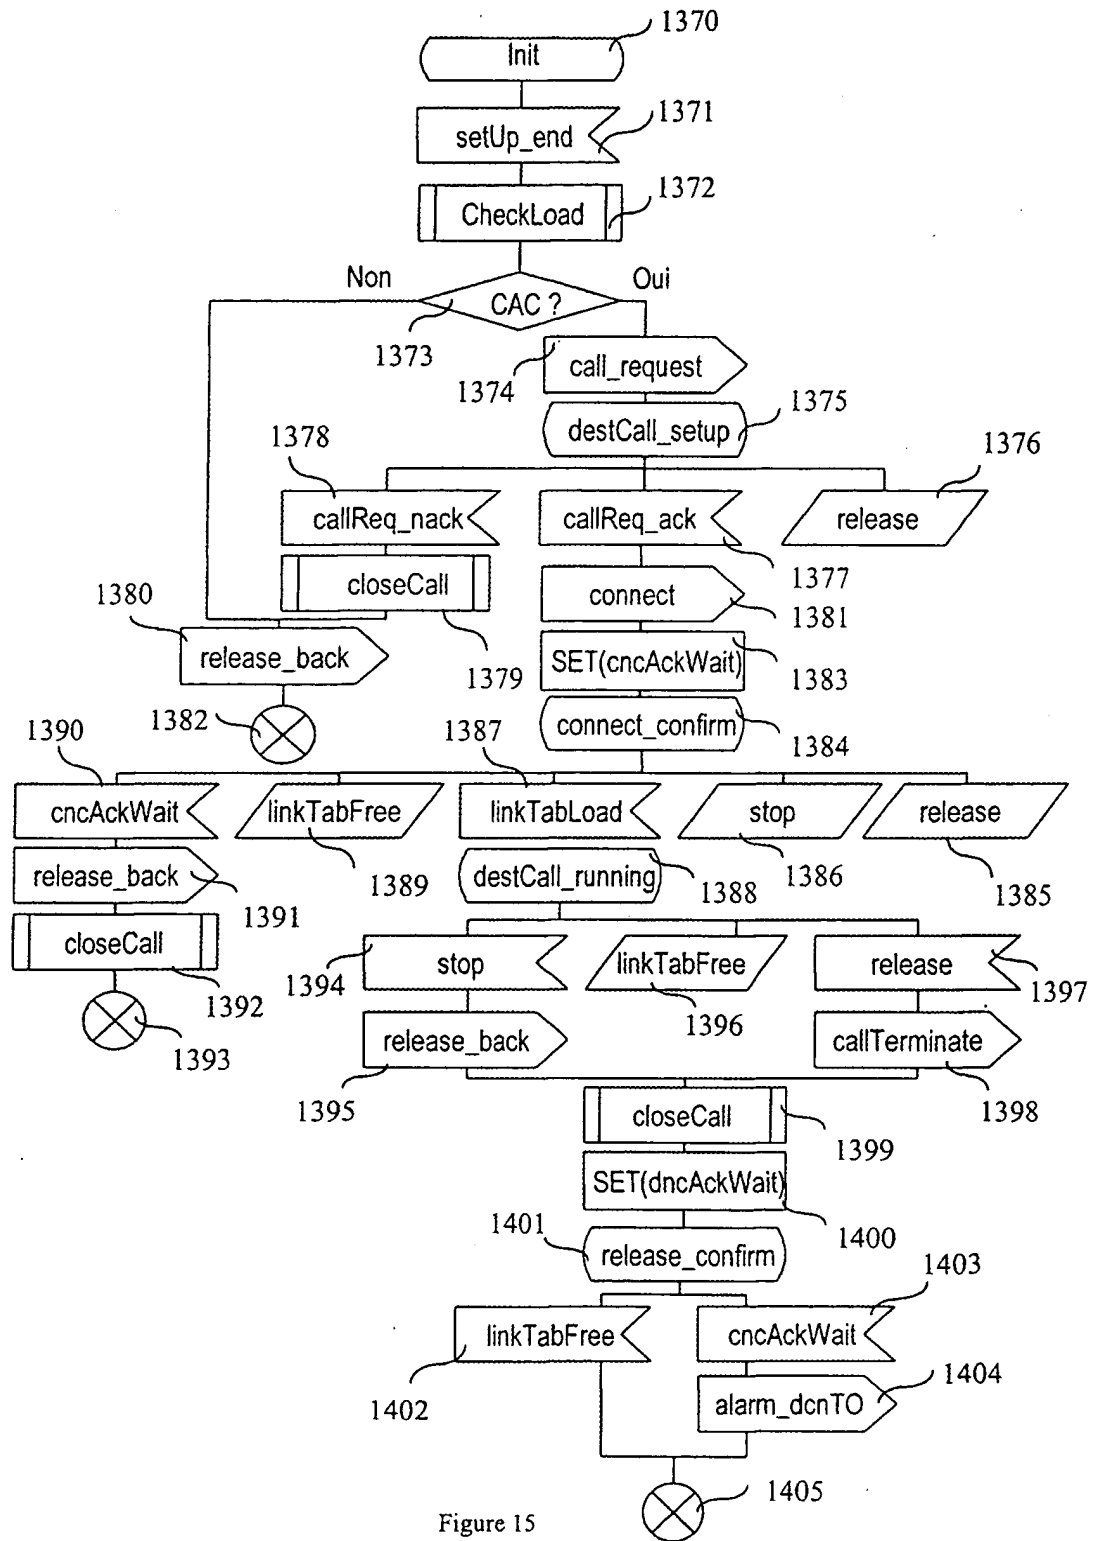 1370
Init
1371
setUp_end
1372
CheckLoad
Non
Oui
CAC ?
1373
1374
call_request
1375
destCall_setup
1378
1376
callReq_nack
callReq_ack
release
1377
closeCall
connect
1380
1381
release_back
1379
SET(cncAckWait)
1383
1382
connect_confirm
1384
1390
1387
cncAckWait
linkTabFree
linkTabLoad
stop
release
release_back
1391
1389
destCall_running
1388
1386
1385
closeCall
1392
1394
stop
linkTabFree
release
1397
1393
1396
release_back
callTerminate
1395
1398
closeCall
1399
SET(dncAckWait)
1400
1401
release_confirm
1403
linkTabFree
cncAckWait
1402
1404
alarm_dcnTO
1405
Figure 15